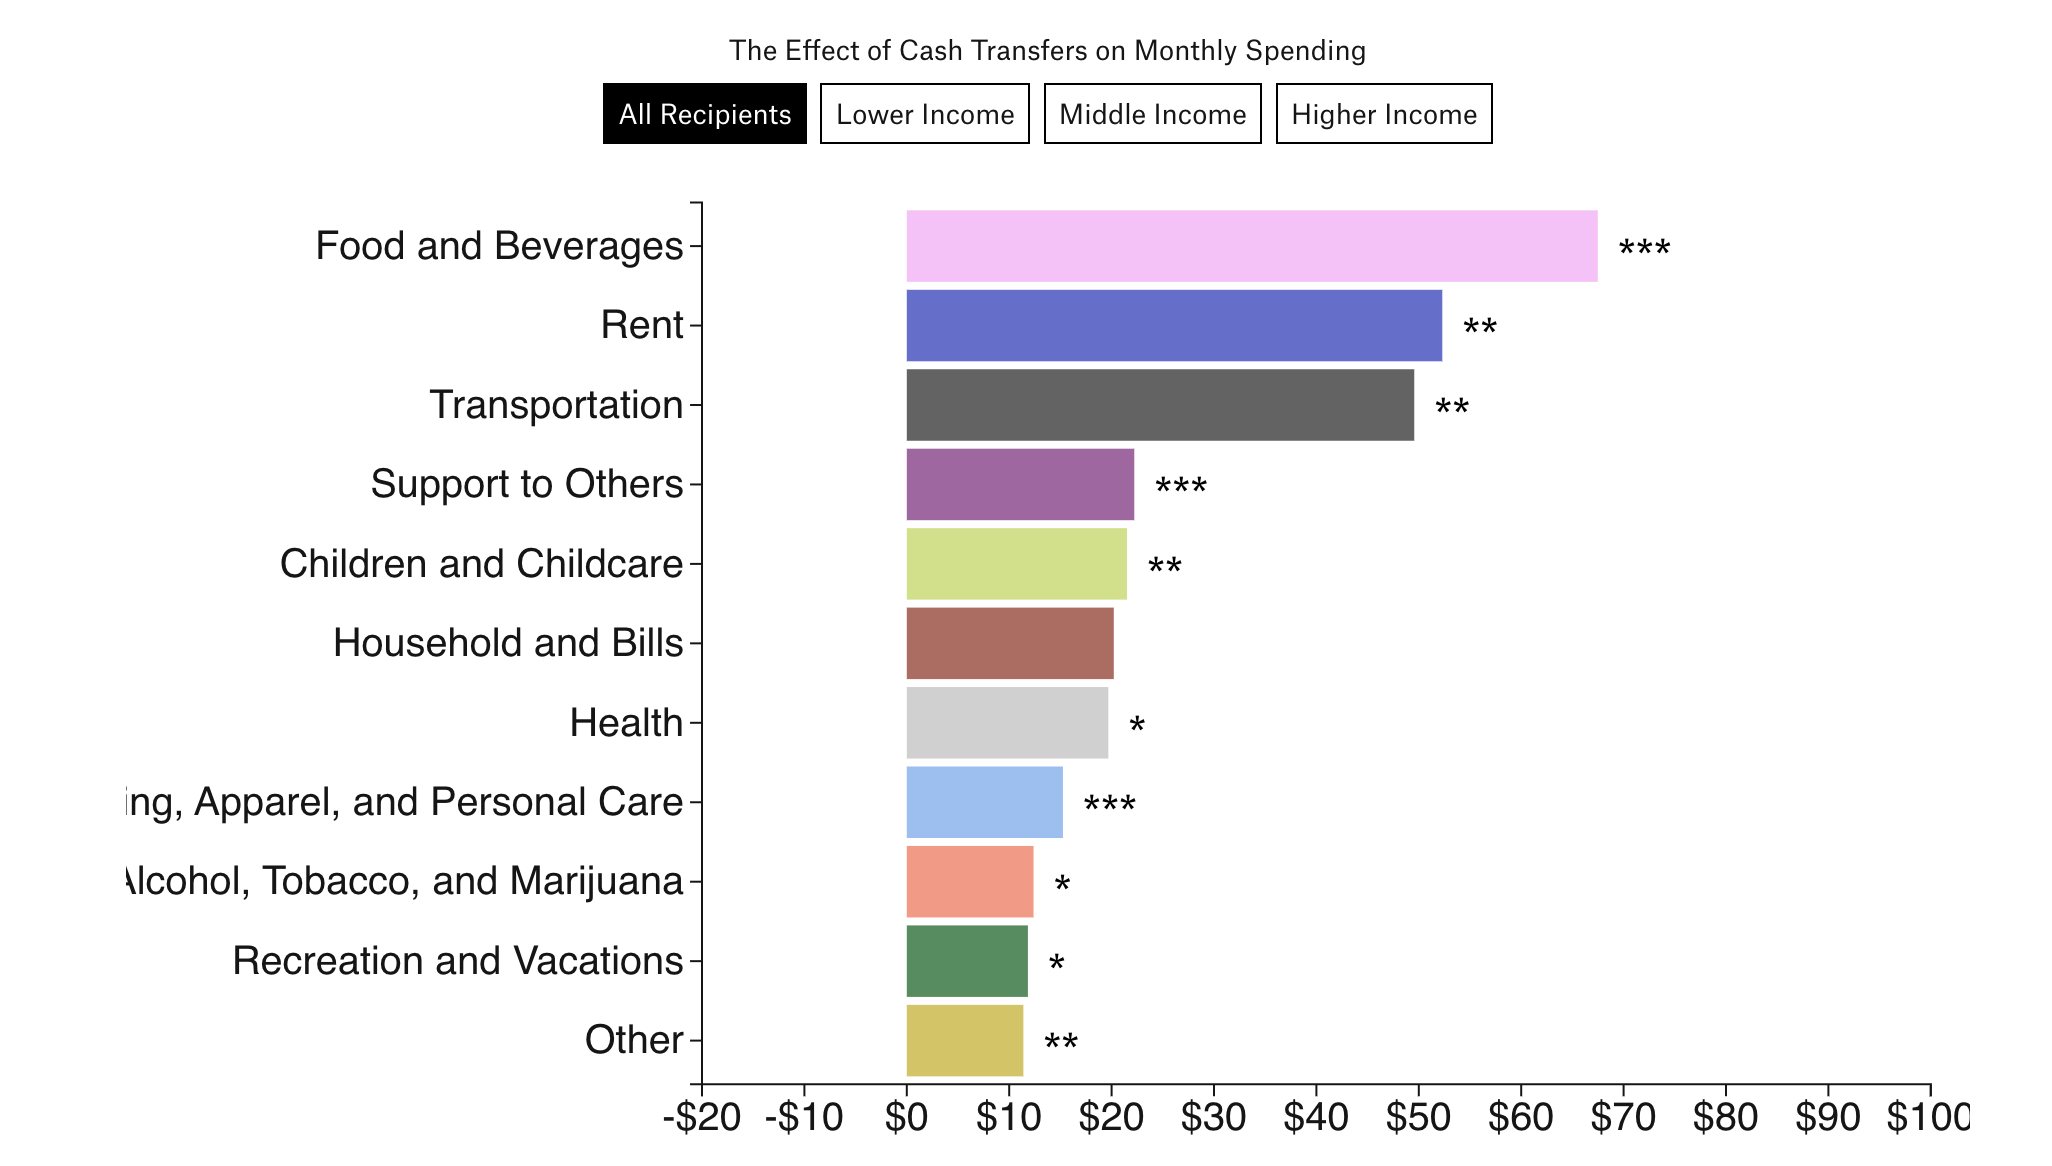 The Effect of Cash Transfers on Monthly Spending
All Recipients Lower Income Middle Income Higher Income
Food and Beverages ***
Rent **
Transportation **
Support to Others ***
Children and Childcare **
Household and Bills
Health *
ing, Apparel, and Personal Care ***
Alcohol, Tobacco, and Marijuana *
Recreation and Vacations *
Other **
-$20 -$10 $0 $10 $20 $30 $40 $50 $60 $70 $80 $90 $100